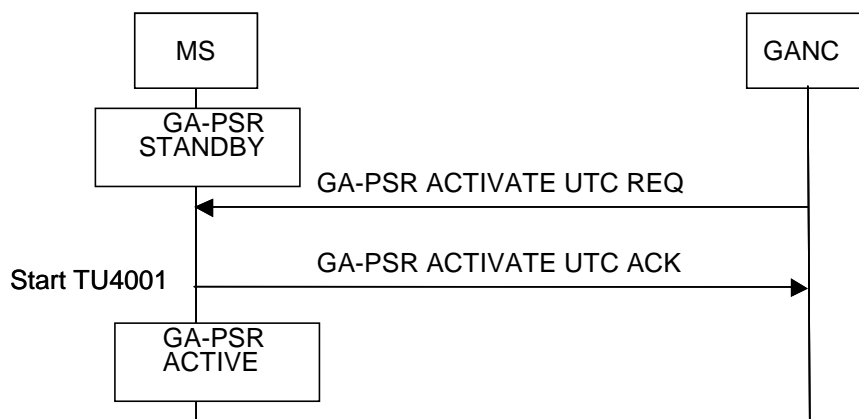 MS
GANC
GA-PSR
STANDBY
GA-PSR ACTIVATE UTC REQ
GA-PSR ACTIVATE UTC ACK
Start TU4001
GA-PSR
ACTIVE